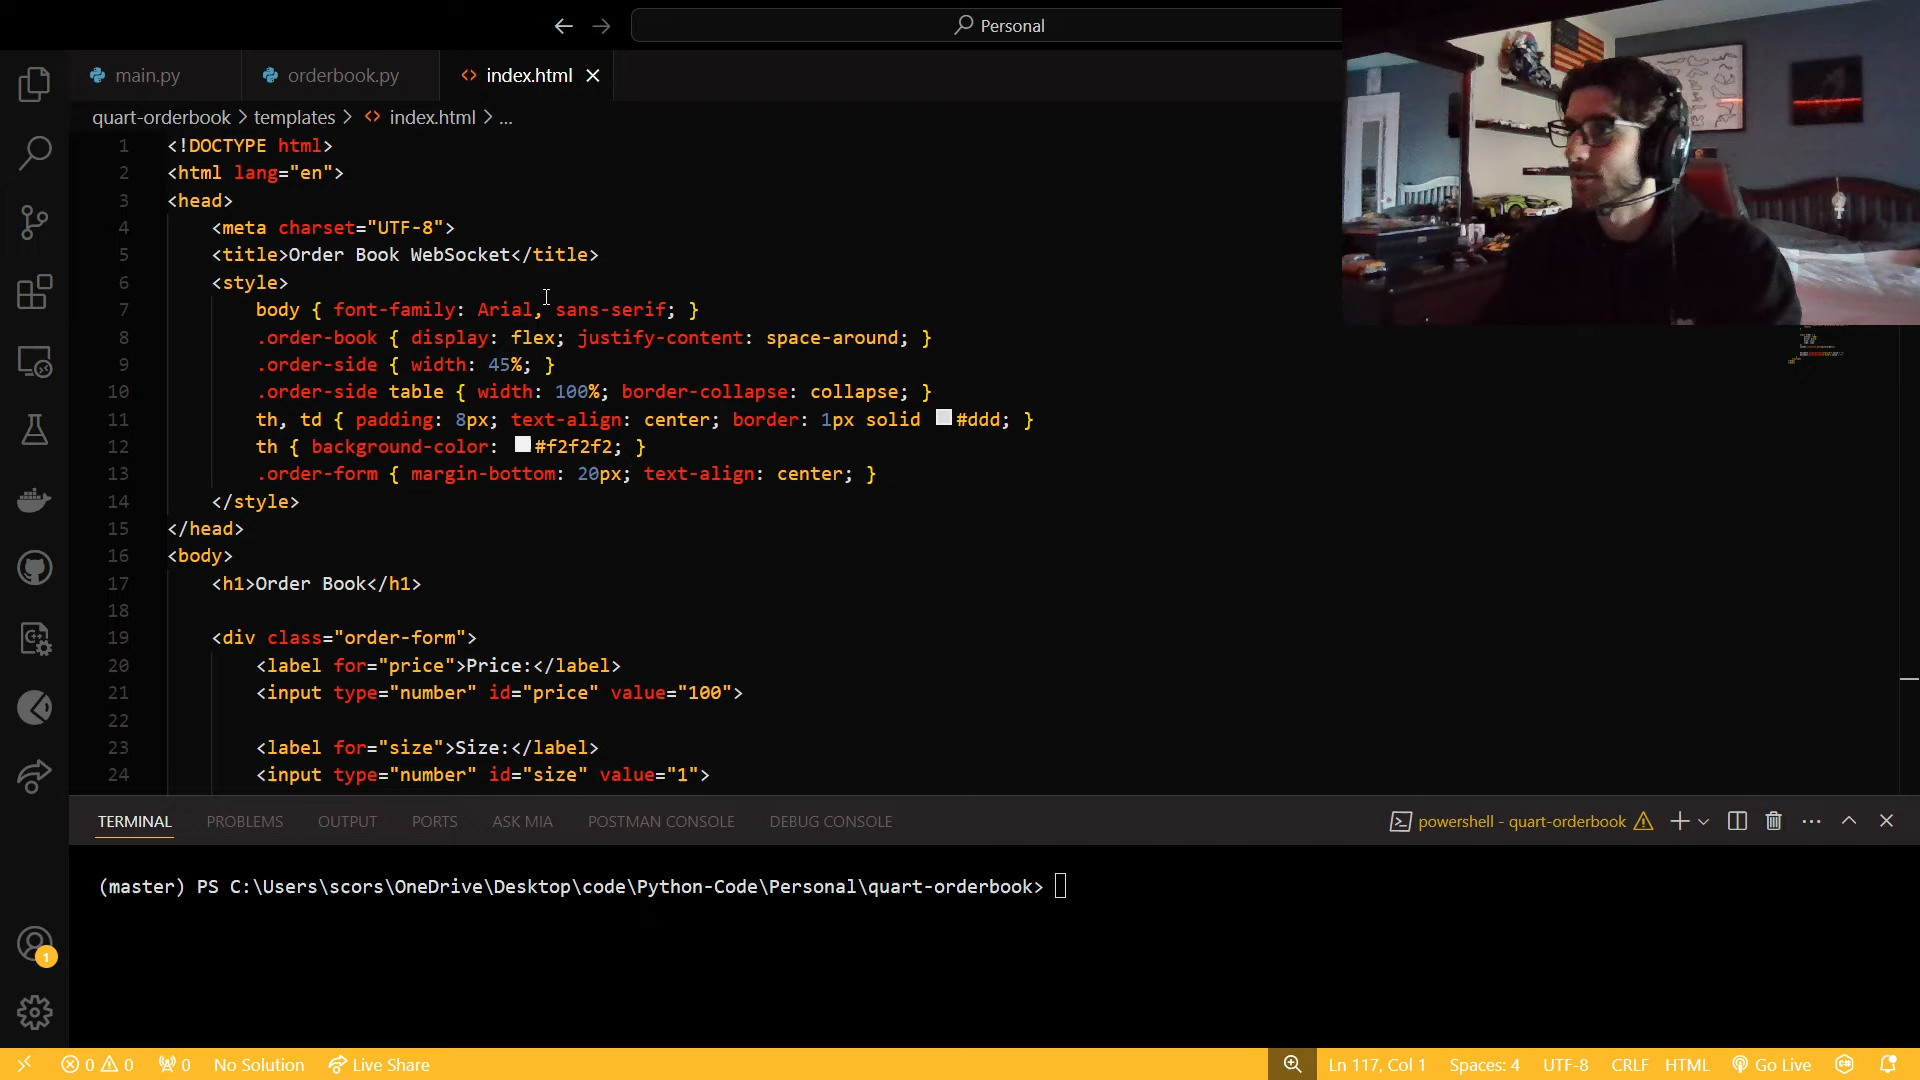 Personal
main.py
orderbook.py
index.html
quart-orderbook > templates > <> index.html > ...
1 <!DOCTYPE html>
2 <html lang="en">
3 <head>
4 <meta charset="UTF-8">
5 <title>Order Book WebSocket</title>
6 <style>
7 body { font-family: Arial, sans-serif; }
8 .order-book { display: flex; justify-content: space-around; }
9 .order-side { width: 45%; }
10 .order-side table { width: 100%; border-collapse: collapse; }
11 th, td { padding: 8px; text-align: center; border: 1px solid #ddd; }
12 th { background-color: #f2f2f2; }
13 .order-form { margin-bottom: 20px; text-align: center; }
14 </style>
15 </head>
16 <body>
17 <h1>Order Book</h1>
18
19 <div class="order-form">
20 <label for="price">Price:</label>
21 <input type="number" id="price" value="100">
22
23 <label for="size">Size:</label>
24 <input type="number" id="size" value="1">
TERMINAL PROBLEMS OUTPUT PORTS ASK MIA POSTMAN CONSOLE DEBUG CONSOLE powershell - quart-orderbook
(master) PS C:\Users\scors\OneDrive\Desktop\code\Python-Code\Personal\quart-orderbook>
1
0 0 0 No Solution Live Share Ln 117, Col 1 Spaces: 4 UTF-8 CRLF HTML Go Live